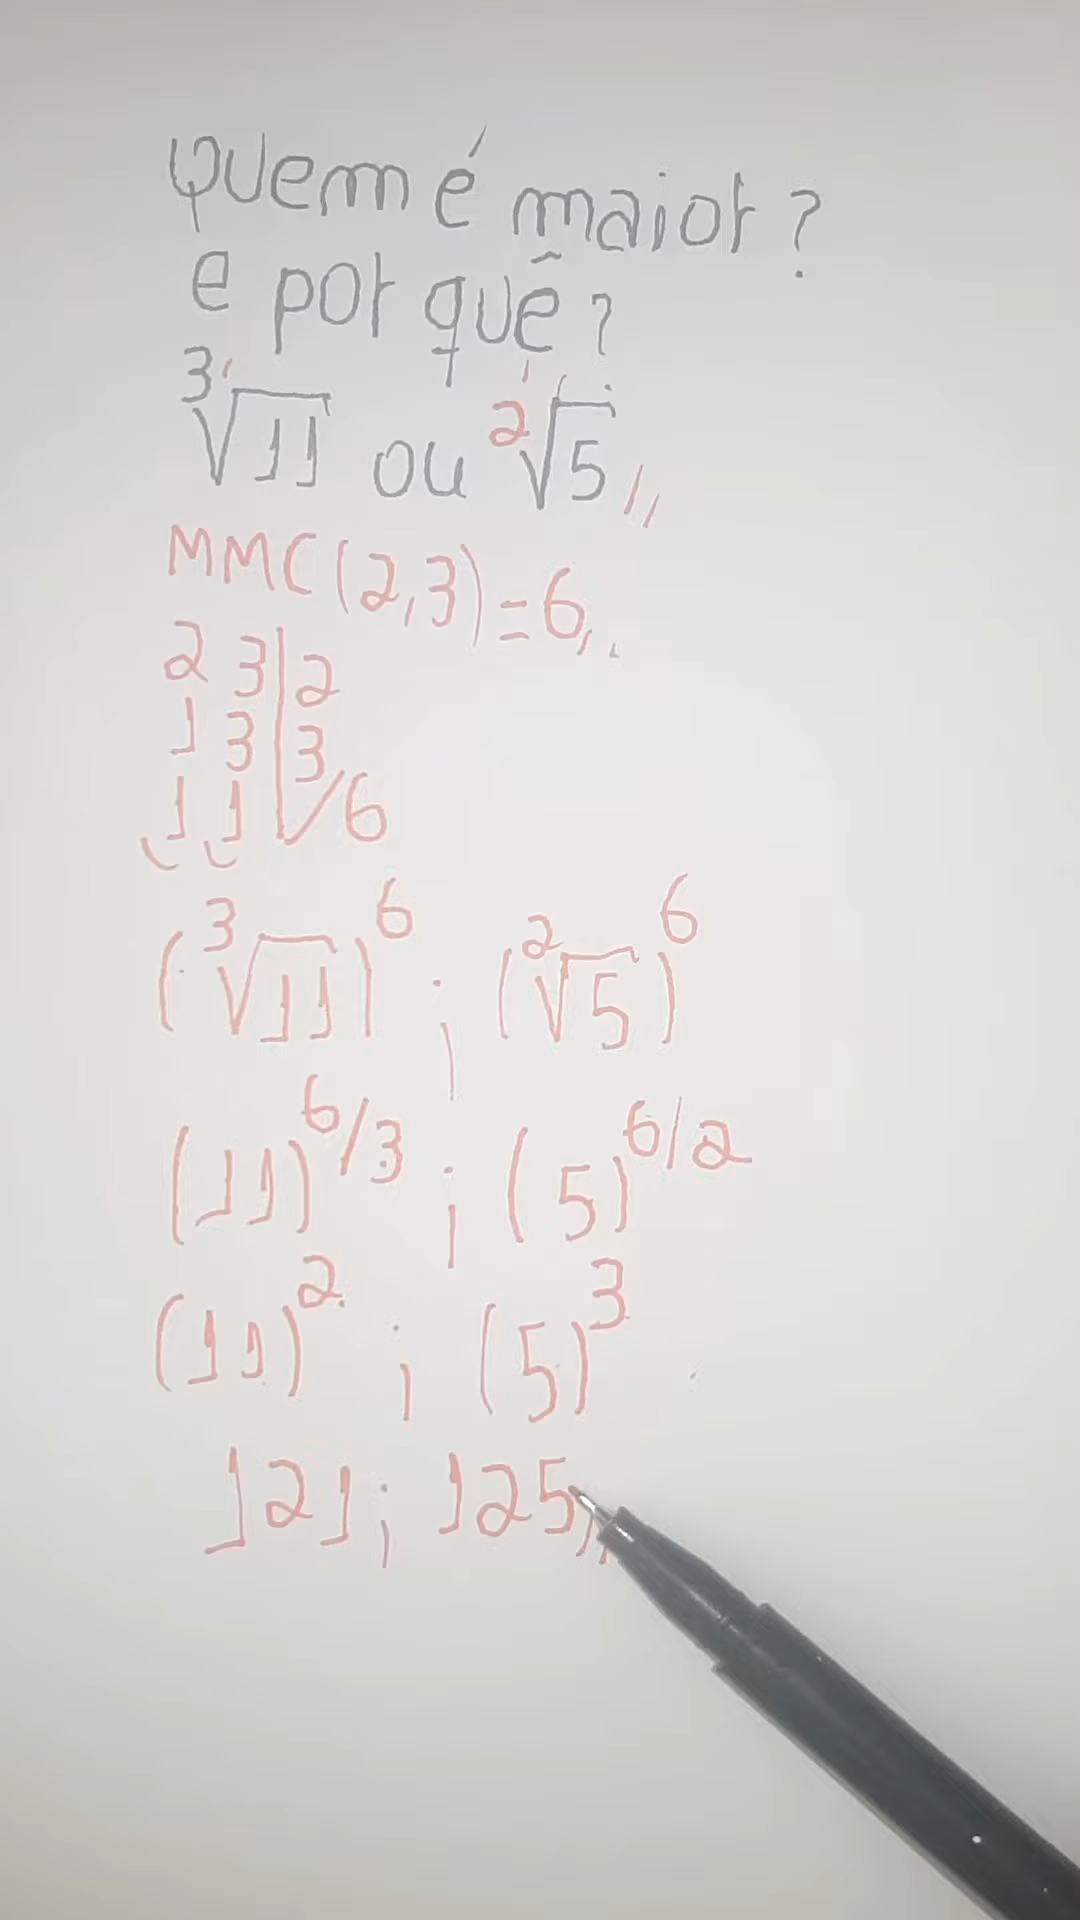 Quem é maior?
e por quê?
³√11 ou ²√5,,
MMC(2,3)=6,,
2 3|2
1 3|3
1 1|/6
(³√11)⁶ ; (²√5)⁶
(11)^6/3 ; (5)^6/2
(11)² ; (5)³
121; 125,,